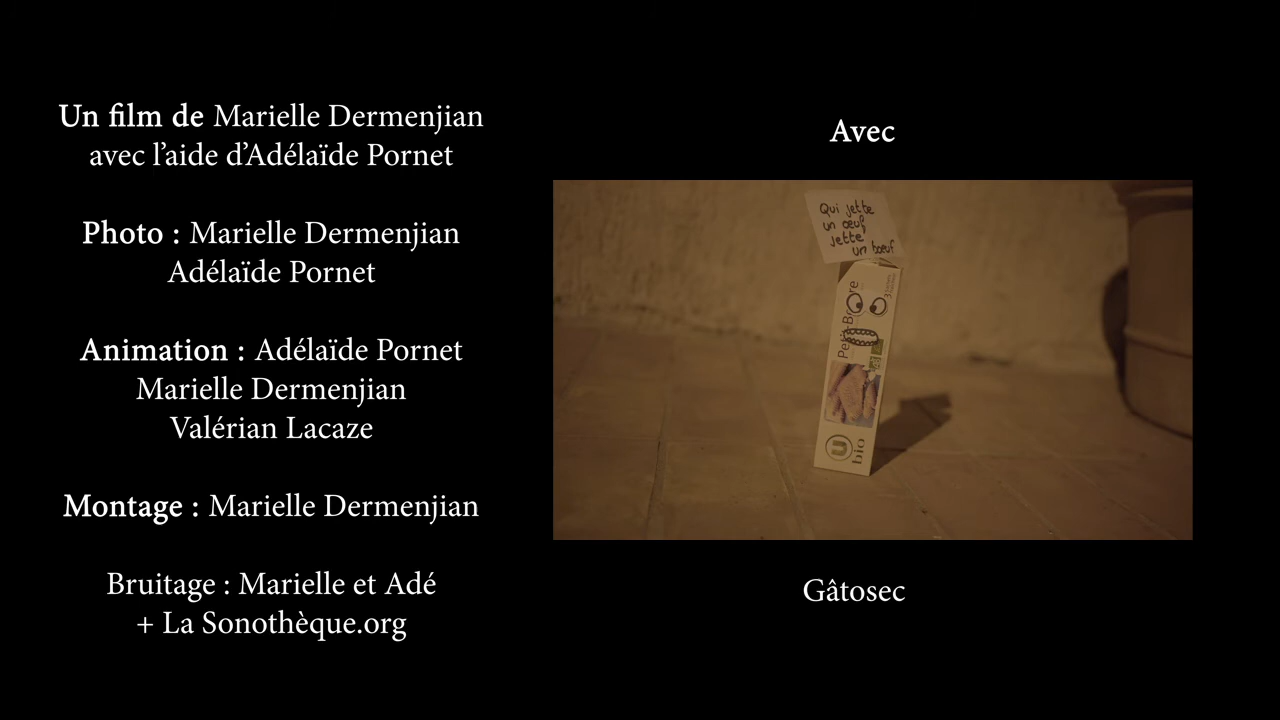 Un film de Marielle Dermenjian
avec l’aide d’Adélaïde Pornet
Photo : Marielle Dermenjian
Adélaïde Pornet
Animation : Adélaïde Pornet
Marielle Dermenjian
Valérian Lacaze
Montage : Marielle Dermenjian
Bruitage : Marielle et Adé
+ La Sonothèque.org
Avec
Qui jette
un œuf
jette
un bœuf
U
bio
Gâtosec